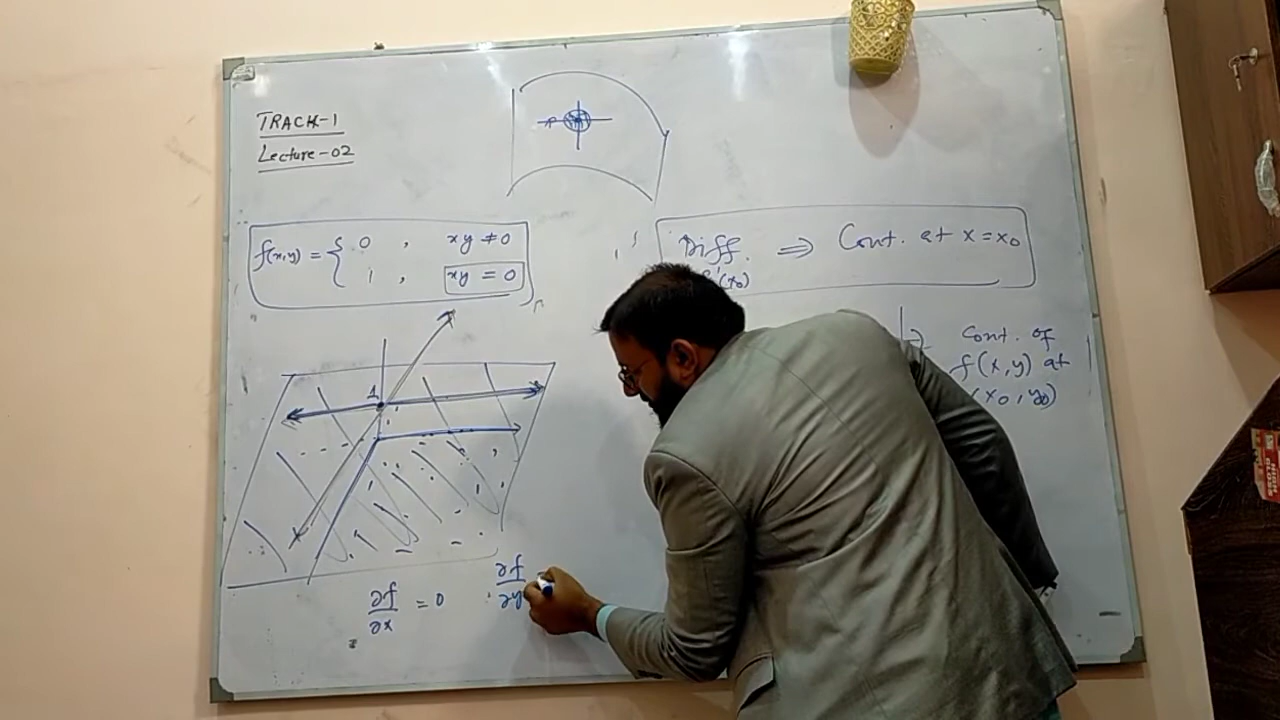 TRACK-1
Lecture-02
f(x,y) = { 0 , xy ≠ 0
1 , xy = 0
Diff. ⇒ Cont. at x = x₀
'(x₀)
⇒ Cont. of
f(x,y) at
(x₀, y₀)
1
∂f/∂x = 0
∂f/∂y